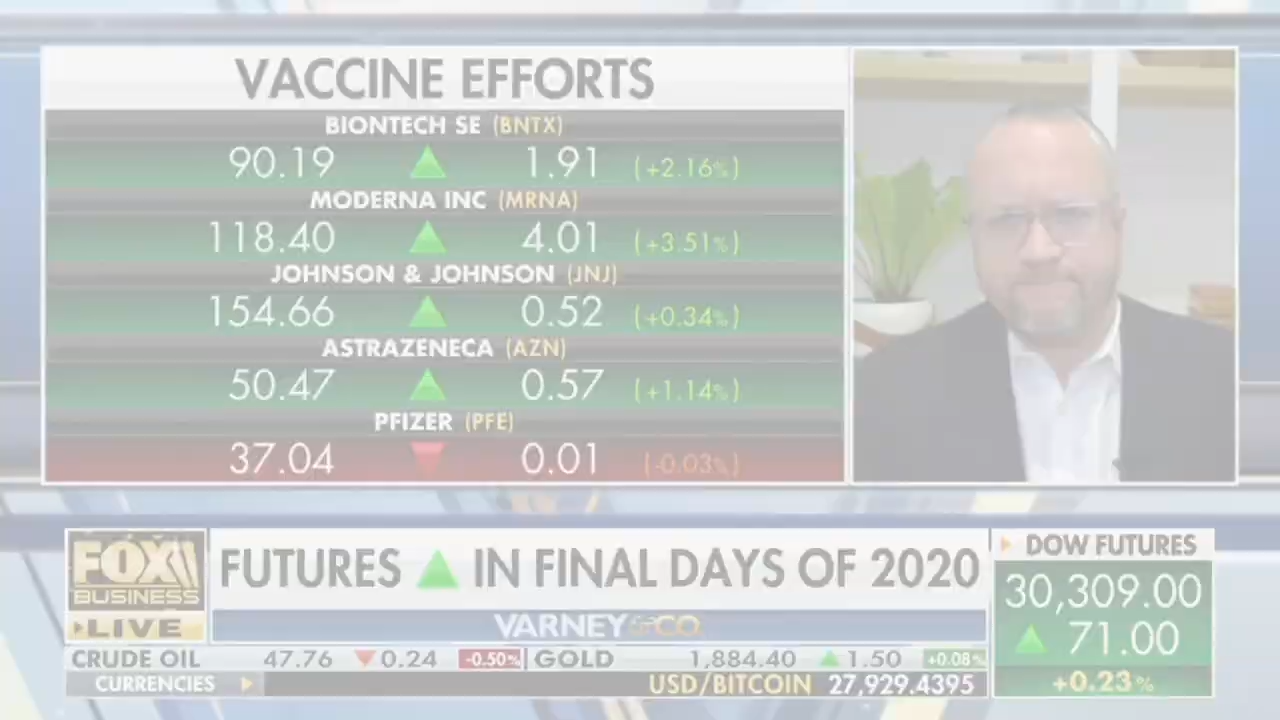 VACCINE EFFORTS
BIONTECH SE (BNTX)
90.19 ▲ 1.91 (+2.16%)
MODERNA INC (MRNA)
118.40 ▲ 4.01 (+3.51%)
JOHNSON & JOHNSON (JNJ)
154.66 ▲ 0.52 (+0.34%)
ASTRAZENECA (AZN)
50.47 ▲ 0.57 (+1.14%)
PFIZER (PFE)
37.04 ▼ 0.01 (-0.03%)
FOX
BUSINESS
LIVE
FUTURES ▲ IN FINAL DAYS OF 2020
VARNEY & CO.
DOW FUTURES
30,309.00
▲ 71.00
+0.23%
CRUDE OIL 47.76 ▼ 0.24 -0.50% GOLD 1,884.40 ▲ 1.50 +0.08%
CURRENCIES USD/BITCOIN 27,929.4395